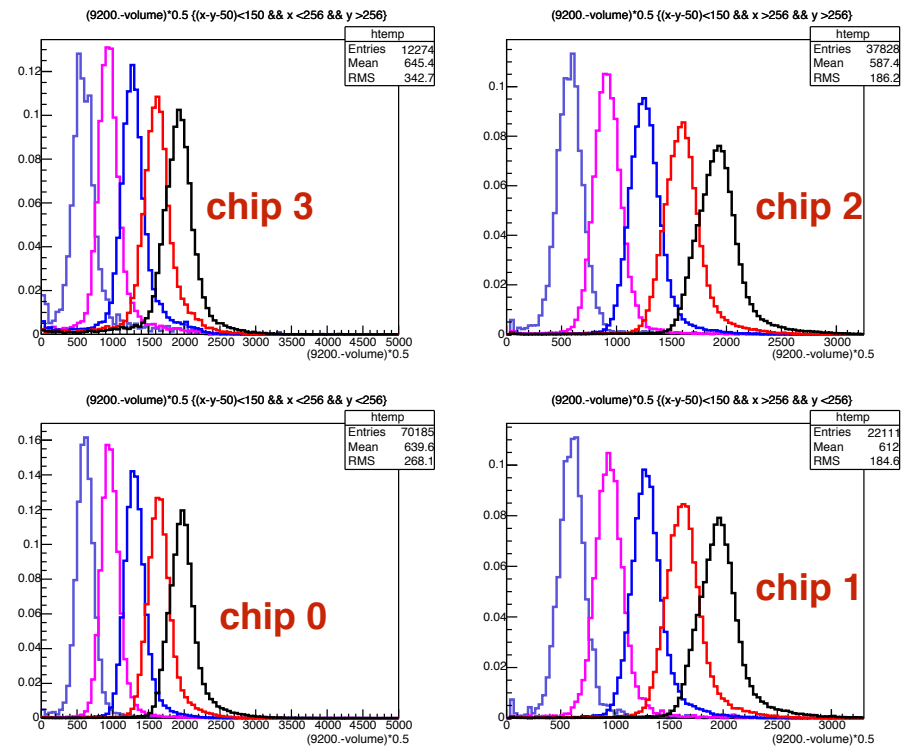 (9200.-volume)*0.5 {(x-y-50)<150 && x <256 && y >256}
htemp
Entries 12274
Mean 645.4
RMS 342.7
0.12
0.1
0.08
0.06
0.04
0.02
0
chip 3
0 500 1000 1500 2000 2500 3000 3500 4000 4500 5000
(9200.-volume)*0.5
(9200.-volume)*0.5 {(x-y-50)<150 && x >256 && y >256}
htemp
Entries 37828
Mean 587.4
RMS 186.2
0.1
0.08
0.06
0.04
0.02
0
chip 2
0 500 1000 1500 2000 2500 3000
(9200.-volume)*0.5
(9200.-volume)*0.5 {(x-y-50)<150 && x <256 && y <256}
htemp
Entries 70185
Mean 639.6
RMS 268.1
0.16
0.14
0.12
0.1
0.08
0.06
0.04
0.02
0
chip 0
0 500 1000 1500 2000 2500 3000 3500 4000 4500 5000
(9200.-volume)*0.5
(9200.-volume)*0.5 {(x-y-50)<150 && x >256 && y <256}
htemp
Entries 22111
Mean 612
RMS 184.6
0.1
0.08
0.06
0.04
0.02
0
chip 1
0 500 1000 1500 2000 2500 3000
(9200.-volume)*0.5